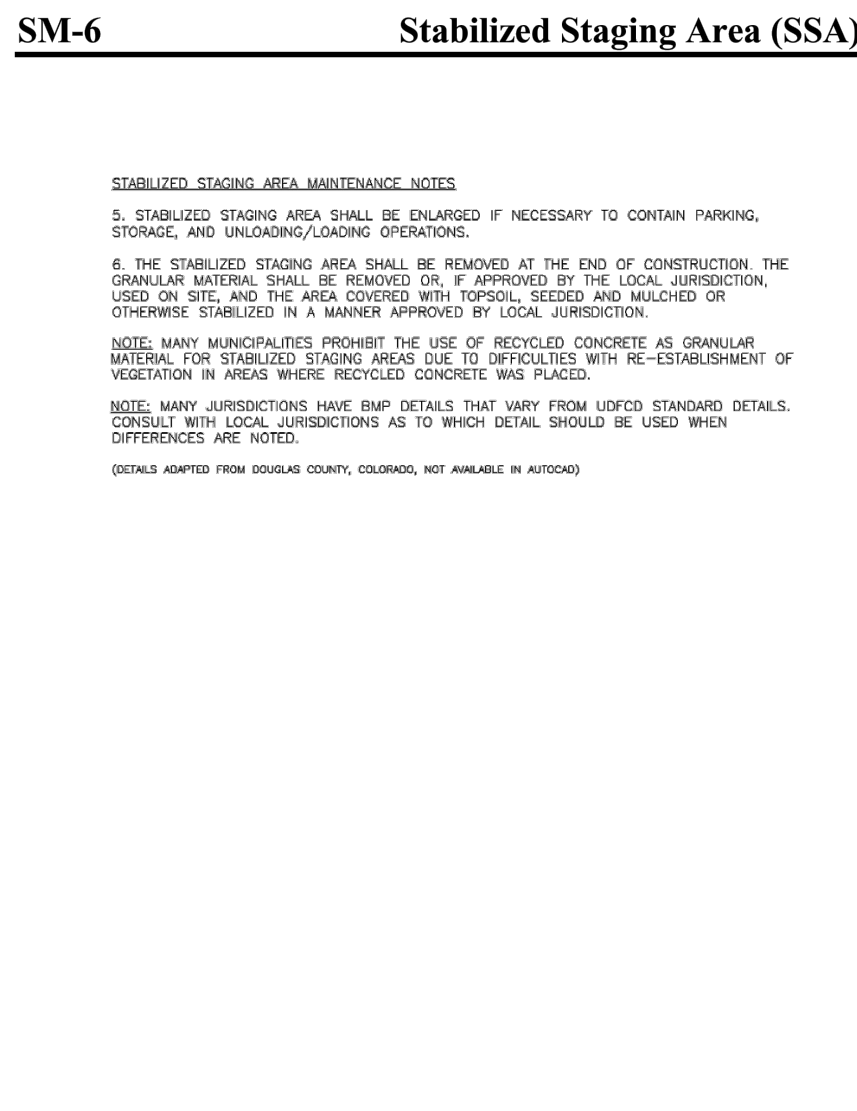 SM-6 Stabilized Staging Area (SSA)
STABILIZED STAGING AREA MAINTENANCE NOTES
5. STABILIZED STAGING AREA SHALL BE ENLARGED IF NECESSARY TO CONTAIN PARKING,
STORAGE, AND UNLOADING/LOADING OPERATIONS.
6. THE STABILIZED STAGING AREA SHALL BE REMOVED AT THE END OF CONSTRUCTION. THE
GRANULAR MATERIAL SHALL BE REMOVED OR, IF APPROVED BY THE LOCAL JURISDICTION,
USED ON SITE, AND THE AREA COVERED WITH TOPSOIL, SEEDED AND MULCHED OR
OTHERWISE STABILIZED IN A MANNER APPROVED BY LOCAL JURISDICTION.
NOTE: MANY MUNICIPALITIES PROHIBIT THE USE OF RECYCLED CONCRETE AS GRANULAR
MATERIAL FOR STABILIZED STAGING AREAS DUE TO DIFFICULTIES WITH RE-ESTABLISHMENT OF
VEGETATION IN AREAS WHERE RECYCLED CONCRETE WAS PLACED.
NOTE: MANY JURISDICTIONS HAVE BMP DETAILS THAT VARY FROM UDFCD STANDARD DETAILS.
CONSULT WITH LOCAL JURISDICTIONS AS TO WHICH DETAIL SHOULD BE USED WHEN
DIFFERENCES ARE NOTED.
(DETAILS ADAPTED FROM DOUGLAS COUNTY, COLORADO, NOT AVAILABLE IN AUTOCAD)